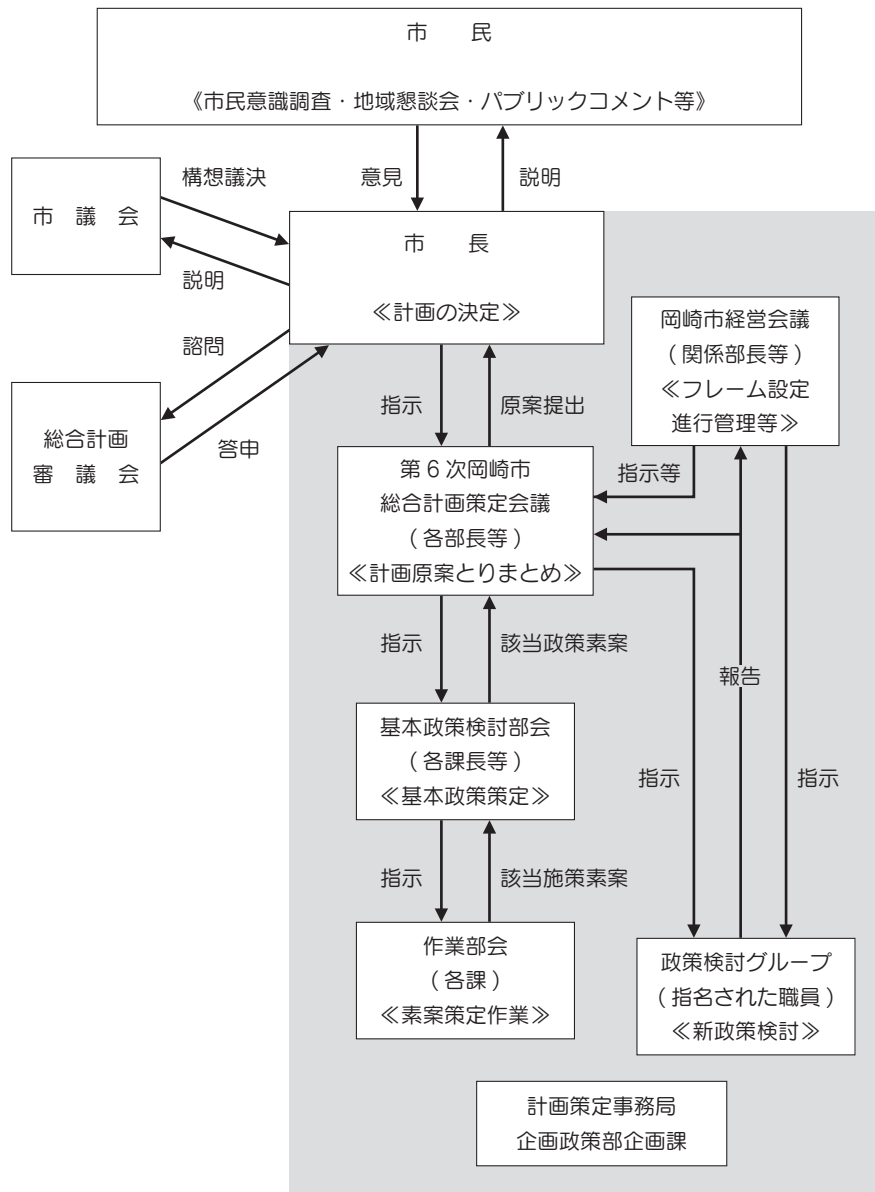 市　民
《市民意識調査・地域懇談会・パブリックコメント等》
構想議決
意見
説明
市　議　会
市　長
≪計画の決定≫
説明
諮問
総合計画
審　議　会
答申
指示
原案提出
岡崎市経営会議
（関係部長等）
≪フレーム設定
進行管理等≫
第６次岡崎市
総合計画策定会議
（各部長等）
≪計画原案とりまとめ≫
指示等
指示
該当政策素案
報告
基本政策検討部会
（各課長等）
≪基本政策策定≫
指示
指示
指示
該当施策素案
作業部会
（各課）
≪素案策定作業≫
政策検討グループ
（指名された職員）
≪新政策検討≫
計画策定事務局
企画政策部企画課